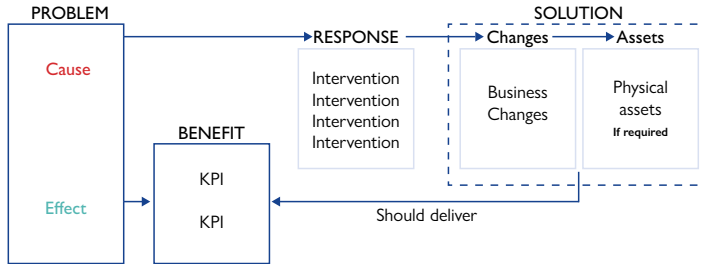 PROBLEM
Cause
Effect
BENEFIT
KPI
KPI
RESPONSE
Intervention
Intervention
Intervention
Intervention
SOLUTION
Changes
Assets
Business
Changes
Physical
assets
If required
Should deliver